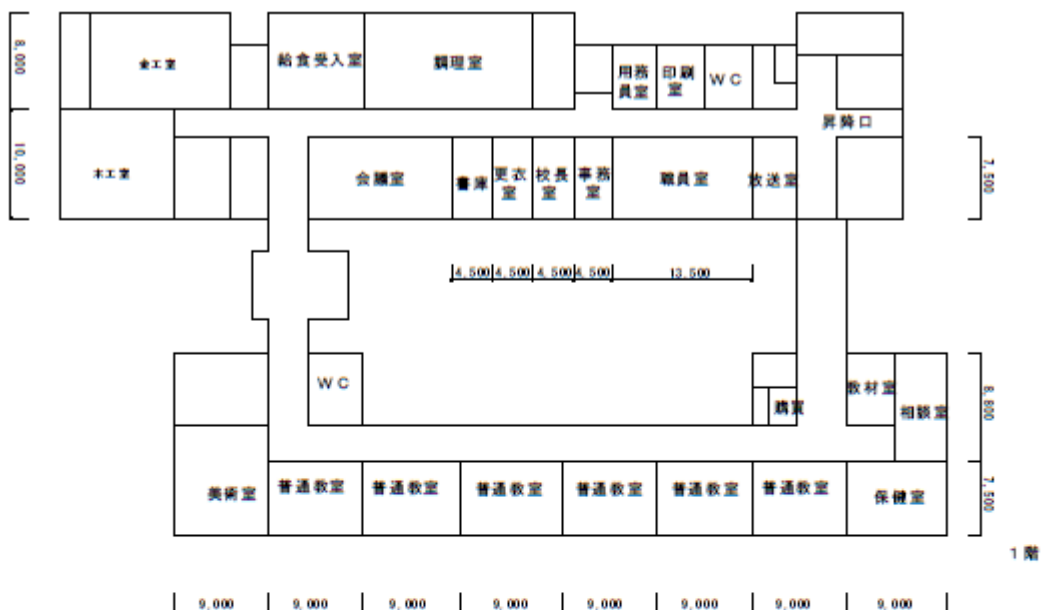 8,000
金工室
給食受入室
調理室
用務
員室
印刷
室
WC
昇降口
10,000
木工室
会議室
書庫
更衣
室
校長
室
事務
室
職員室
放送室
7,500
4,500
4,500
4,500
4,500
13,500
WC
購買
教材室
相談室
8,800
美術室
普通教室
普通教室
普通教室
普通教室
普通教室
普通教室
保健室
7,500
1階
9,000
9,000
9,000
9,000
9,000
9,000
9,000
9,000